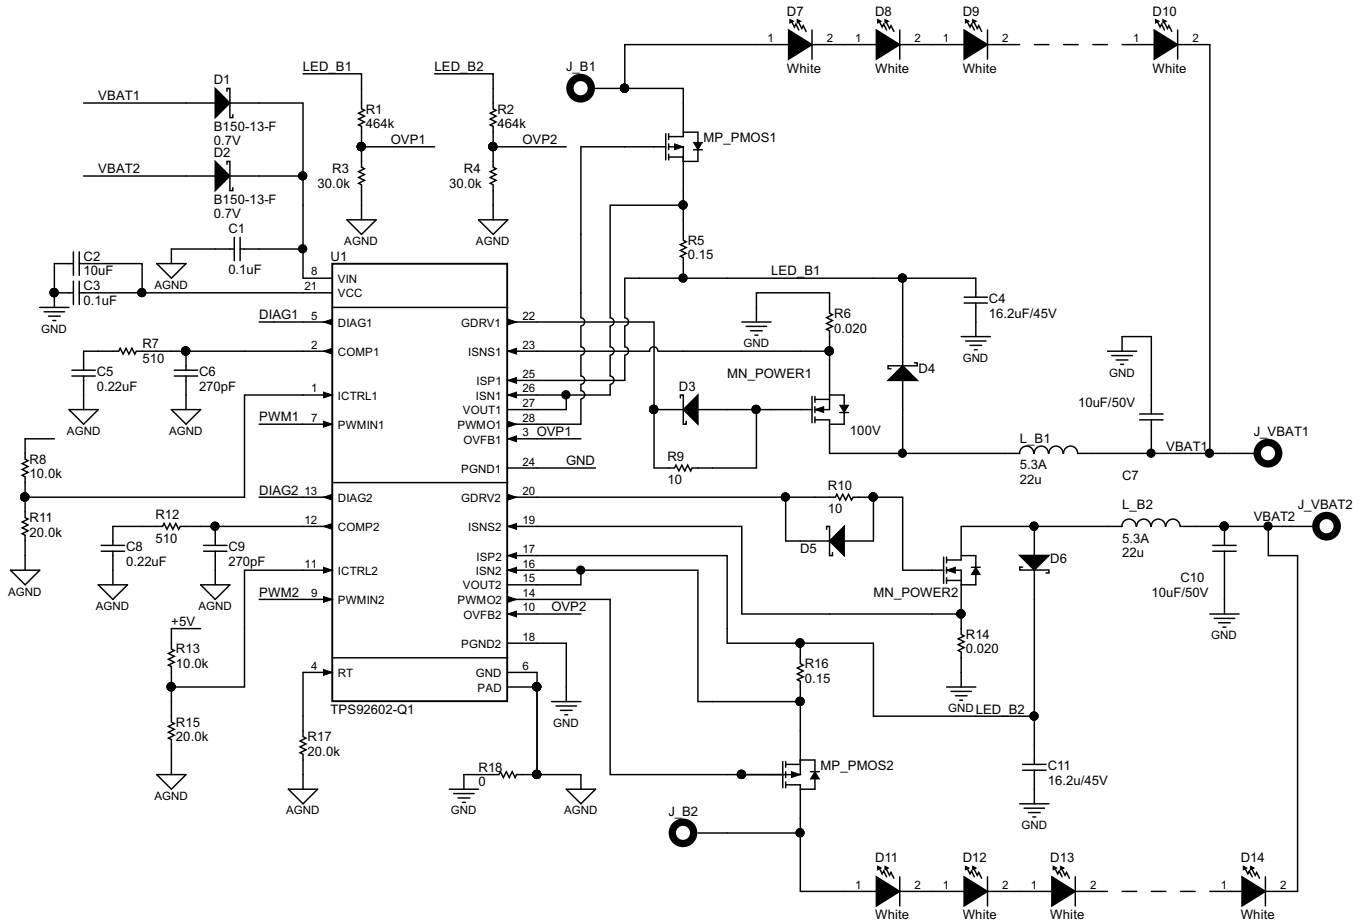 D7
D8
D9
D10
1 2 1 2 1 2 1 2
White White White White
J_B1
LED_B1
LED_B2
VBAT1
D1
B150-13-F
0.7V
VBAT2
D2
B150-13-F
0.7V
R1
464k
OVP1
R3
30.0k
AGND
R2
464k
OVP2
R4
30.0k
AGND
MP_PMOS1
R5
0.15
LED_B1
C1
0.1uF
AGND
C2
10uF
C3
0.1uF
GND
U1
8 VIN
21 VCC
DIAG1 5 DIAG1
2 COMP1
1 ICTRL1
PWM1 7 PWMIN1
DIAG2 13 DIAG2
12 COMP2
11 ICTRL2
PWM2 9 PWMIN2
4 RT
GDRV1 22
ISNS1 23
ISP1 25
ISN1 26
VOUT1 27
PWMO1 28
OVFB1 3 OVP1
PGND1 24 GND
GDRV2 20
ISNS2 19
ISP2 17
ISN2 16
VOUT2 15
PWMO2 14
OVFB2 10 OVP2
PGND2 18
GND 6
PAD
TPS92602-Q1
R7
510
C5
0.22uF
AGND
C6
270pF
AGND
R8
10.0k
R11
20.0k
AGND
R12
510
C8
0.22uF
AGND
C9
270pF
AGND
+5V
R13
10.0k
R15
20.0k
AGND
R17
20.0k
AGND
R18
0
GND
AGND
GND
GND
R6
0.020
C4
16.2uF/45V
GND
MN_POWER1
100V
D4
D3
R9
10
GND
10uF/50V
C7
L_B1
5.3A
22u
VBAT1
J_VBAT1
R10
10
D5
L_B2
5.3A
22u
VBAT2
J_VBAT2
D6
MN_POWER2
C10
10uF/50V
GND
R14
0.020
GND
LED_B2
R16
0.15
MP_PMOS2
C11
16.2u/45V
GND
J_B2
D11
D12
D13
D14
1 2 1 2 1 2 1 2
White White White White